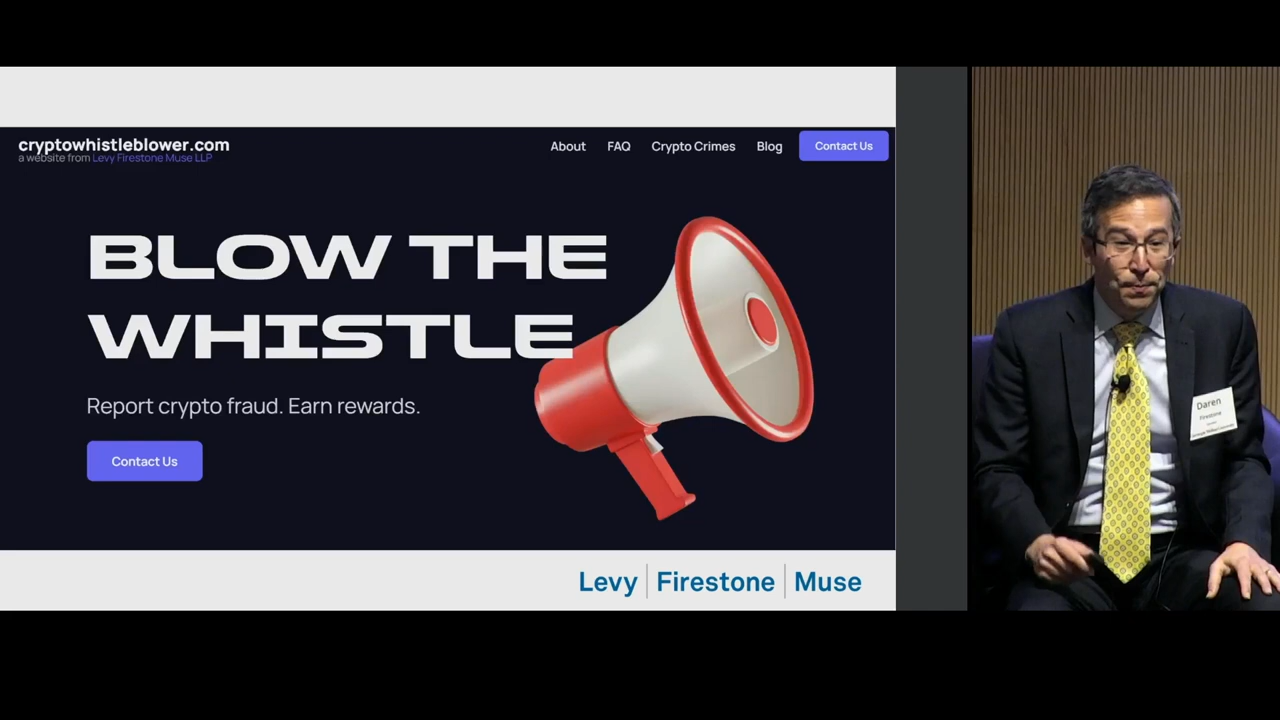 cryptowhistleblower.com
a website from Levy Firestone Muse LLP
About FAQ Crypto Crimes Blog Contact Us
BLOW THE
WHISTLE
Report crypto fraud. Earn rewards.
Contact Us
Levy Firestone Muse
Daren
Firestone